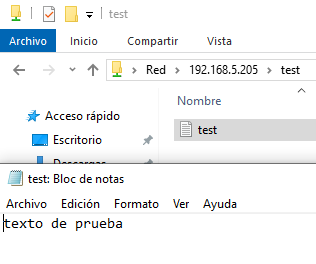 test
Archivo Inicio Compartir Vista
Red 192.168.5.205 test
Nombre
Acceso rápido
test
Escritorio
test: Bloc de notas
Archivo Edición Formato Ver Ayuda
texto de prueba